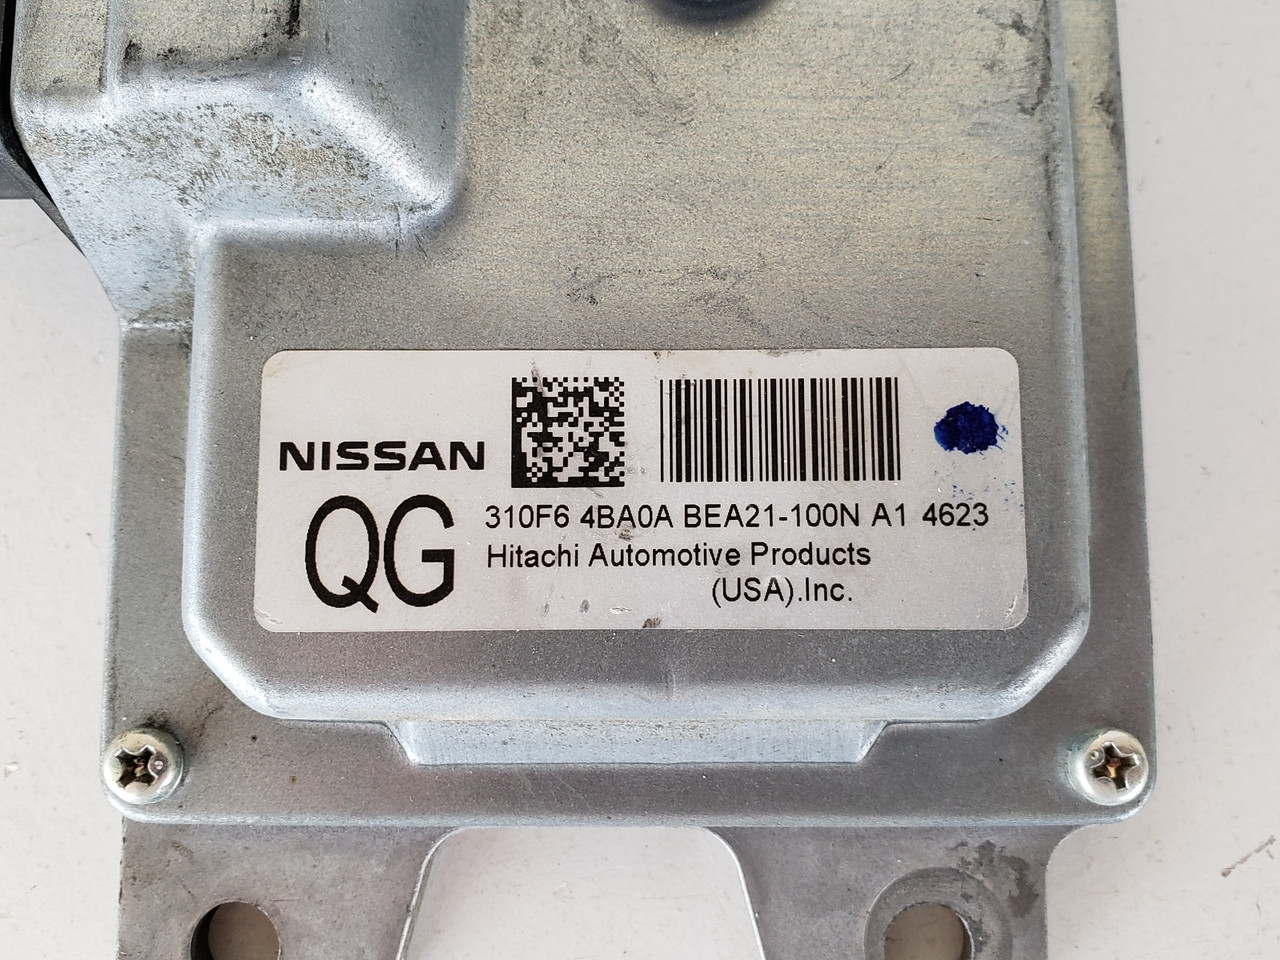 NISSAN
QG
310F6 4BA0A BEA21-100N A1 4623
Hitachi Automotive Products
(USA).Inc.